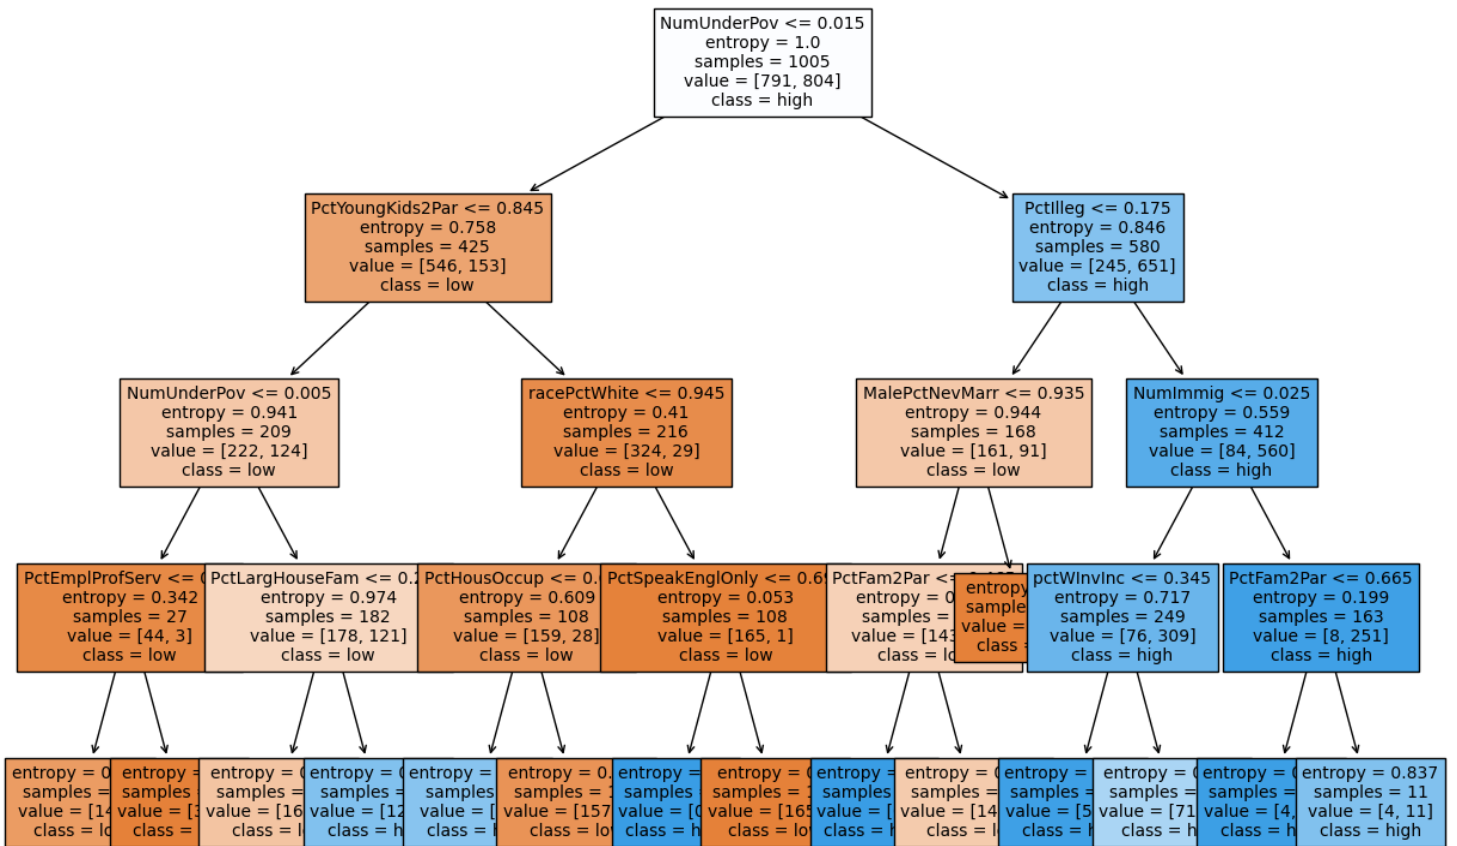 NumUnderPov <= 0.015
entropy = 1.0
samples = 1005
value = [791, 804]
class = high
PctYoungKids2Par <= 0.845
entropy = 0.758
samples = 425
value = [546, 153]
class = low
PctIlleg <= 0.175
entropy = 0.846
samples = 580
value = [245, 651]
class = high
NumUnderPov <= 0.005
entropy = 0.941
samples = 209
value = [222, 124]
class = low
racePctWhite <= 0.945
entropy = 0.41
samples = 216
value = [324, 29]
class = low
MalePctNevMarr <= 0.935
entropy = 0.944
samples = 168
value = [161, 91]
class = low
NumImmig <= 0.025
entropy = 0.559
samples = 412
value = [84, 560]
class = high
PctEmplProfServ <=
entropy = 0.342
samples = 27
value = [44, 3]
class = low
PctLargHouseFam <=
entropy = 0.974
samples = 182
value = [178, 121]
class = low
PctHousOccup <=
entropy = 0.609
samples = 108
value = [159, 28]
class = low
PctSpeakEnglOnly <=
entropy = 0.053
samples = 108
value = [165, 1]
class = low
PctFam2Par
entropy =
samples =
value =
class =
entropy
value =
class
pctWInvInc <= 0.345
entropy = 0.717
samples = 249
value = [76, 309]
class = high
PctFam2Par <= 0.665
entropy = 0.199
samples = 163
value = [8, 251]
class = high
entropy =
samples =
value =
class =
entropy
samples
value =
class =
entropy =
samples =
value =
class =
entropy =
samples =
value =
class =
entropy =
samples
value =
class =
entropy =
samples =
value = [157
class =
entropy =
samples =
value =
class =
entropy =
samples =
value = [165
class =
entropy =
samples =
value =
class =
entropy =
samples =
value =
class =
entropy =
samples =
value =
class =
entropy =
samples =
value = [71
class =
entropy =
samples =
value = [4,
class =
entropy = 0.837
samples = 11
value = [4, 11]
class = high